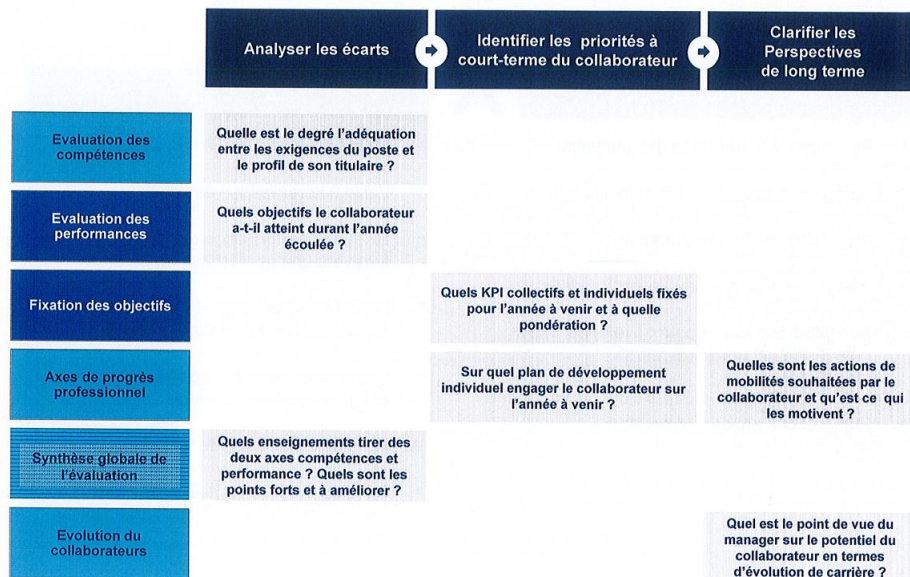 Analyser les écarts
Identifier les priorités à
court-terme du collaborateur
Clarifier les
Perspectives
de long terme
Evaluation des
compétences
Quelle est le degré l'adéquation
entre les exigences du poste et
le profil de son titulaire ?
Evaluation des
performances
Quels objectifs le collaborateur
a-t-il atteint durant l'année
écoulée ?
Fixation des objectifs
Quels KPI collectifs et individuels fixés
pour l'année à venir et à quelle
pondération ?
Axes de progrès
professionnel
Sur quel plan de développement
individuel engager le collaborateur sur
l'année à venir ?
Quelles sont les actions de
mobilités souhaitées par le
collaborateur et qu'est ce qui
les motivent ?
Synthèse globale de
l'évaluation
Quels enseignements tirer des
deux axes compétences et
performance ? Quels sont les
points forts et à améliorer ?
Evolution du
collaborateurs
Quel est le point de vue du
manager sur le potentiel du
collaborateur en termes
d'évolution de carrière ?